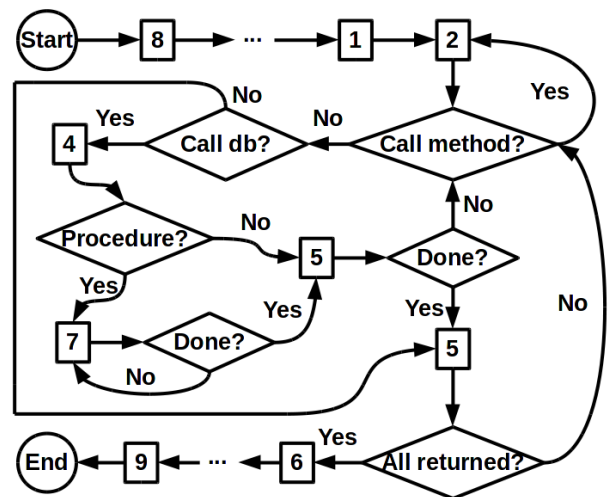 Start
8
...
1
2
Yes
No
No
Yes
Call db?
Call method?
4
No
Procedure?
No
5
Done?
Yes
Yes
Yes
No
7
Done?
5
No
Yes
End
9
...
6
All returned?